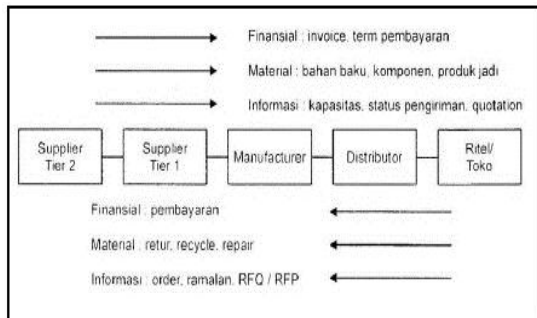 Finansial : invoice, term pembayaran
Material : bahan baku, komponen, produk jadi
Informasi : kapasitas, status pengiriman, quotation
Supplier
Tier 2
Supplier
Tier 1
Manufacturer
Distributor
Ritel/
Toko
Finansial : pembayaran
Material : retur, recycle, repair
Informasi : order, ramalan, RFQ / RFP